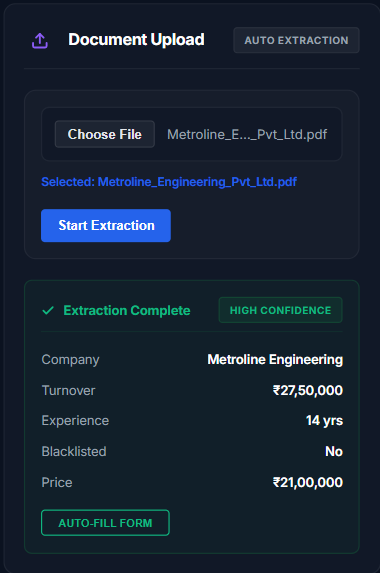 Document Upload AUTO EXTRACTION
Choose File Metroline_E..._Pvt_Ltd.pdf
Selected: Metroline_Engineering_Pvt_Ltd.pdf
Start Extraction
Extraction Complete HIGH CONFIDENCE
Company Metroline Engineering
Turnover ₹27,50,000
Experience 14 yrs
Blacklisted No
Price ₹21,00,000
AUTO-FILL FORM